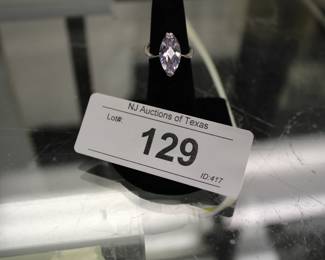 NJ Auctions of Texas
Lot#:
129
ID:417